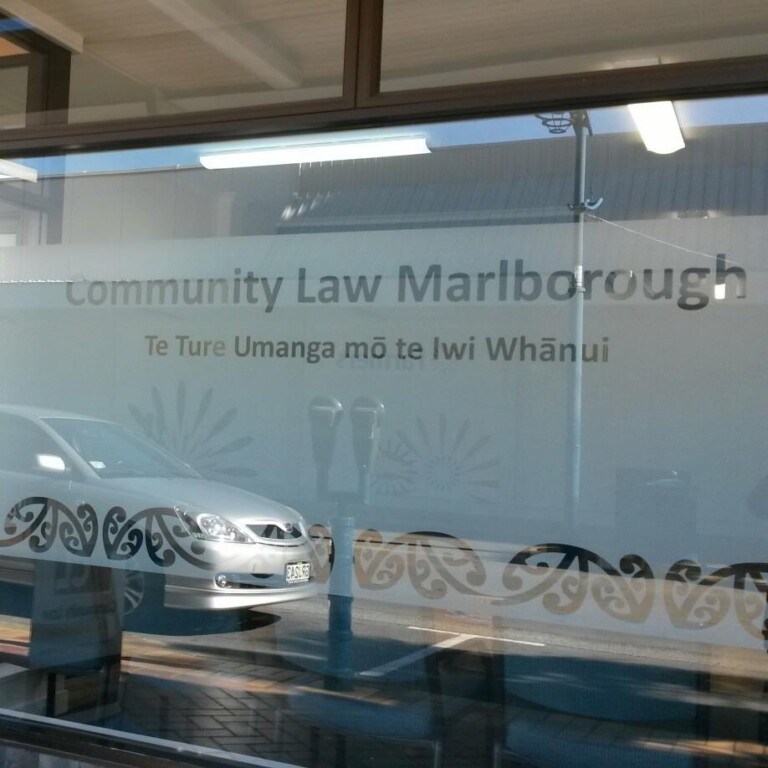 Community Law Marlborough
Te Ture Umanga mō te Iwi Whānui